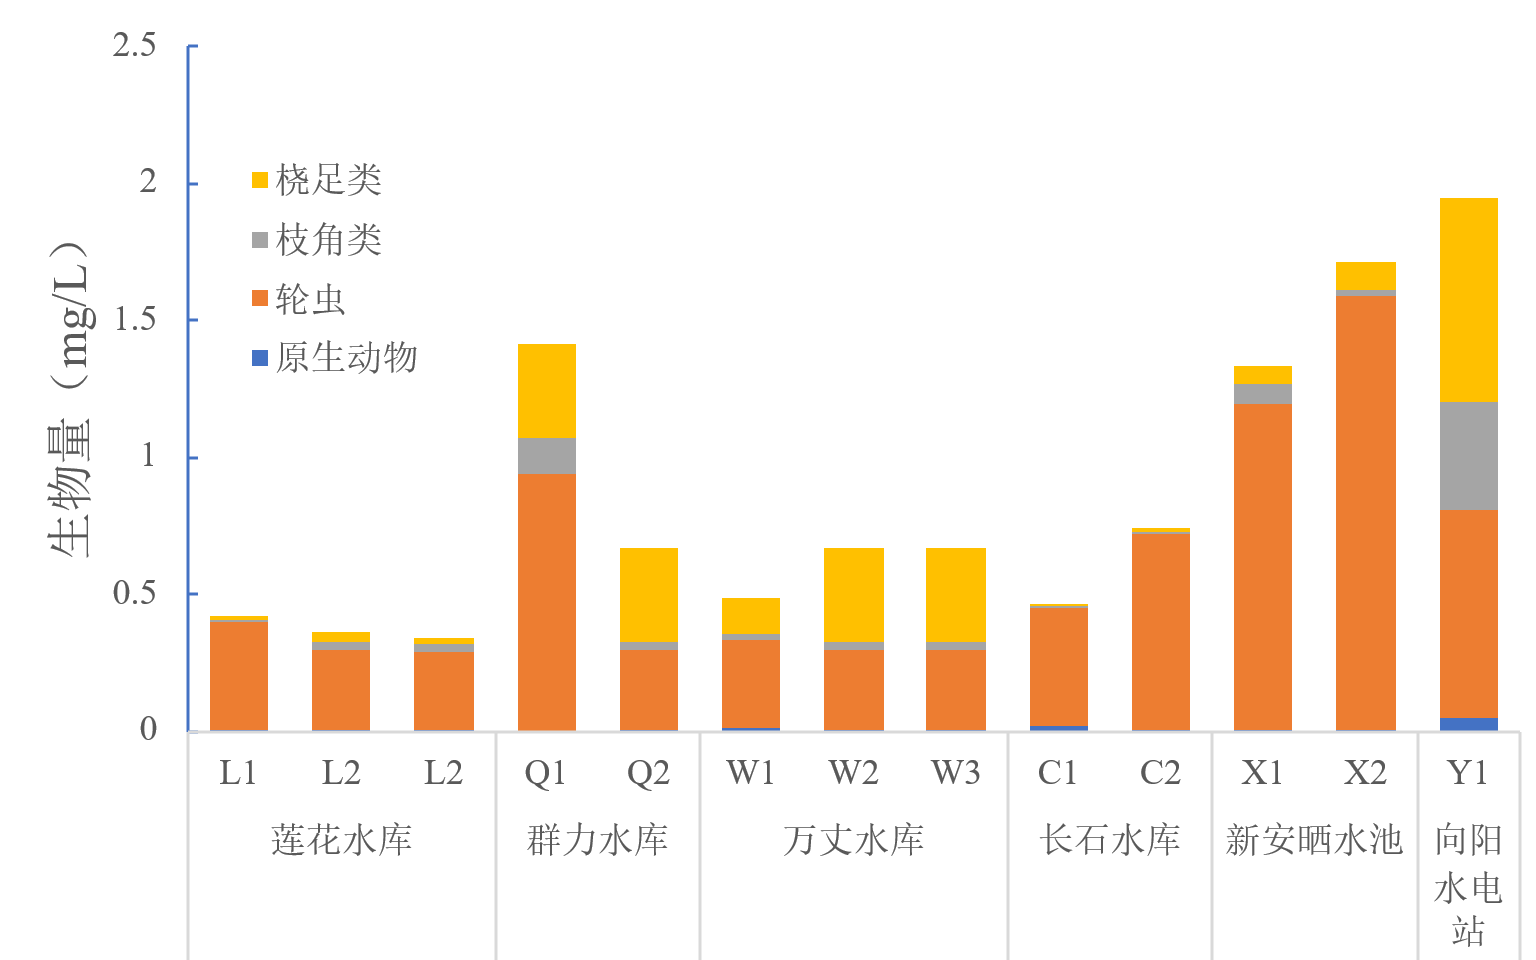 2.5
2
1.5
1
0.5
0
生物量（mg/L）
桡足类
枝角类
轮虫
原生动物
L1 L2 L2 Q1 Q2 W1 W2 W3 C1 C2 X1 X2 Y1
莲花水库 群力水库 万丈水库 长石水库 新安晒水池 向阳
水电
站